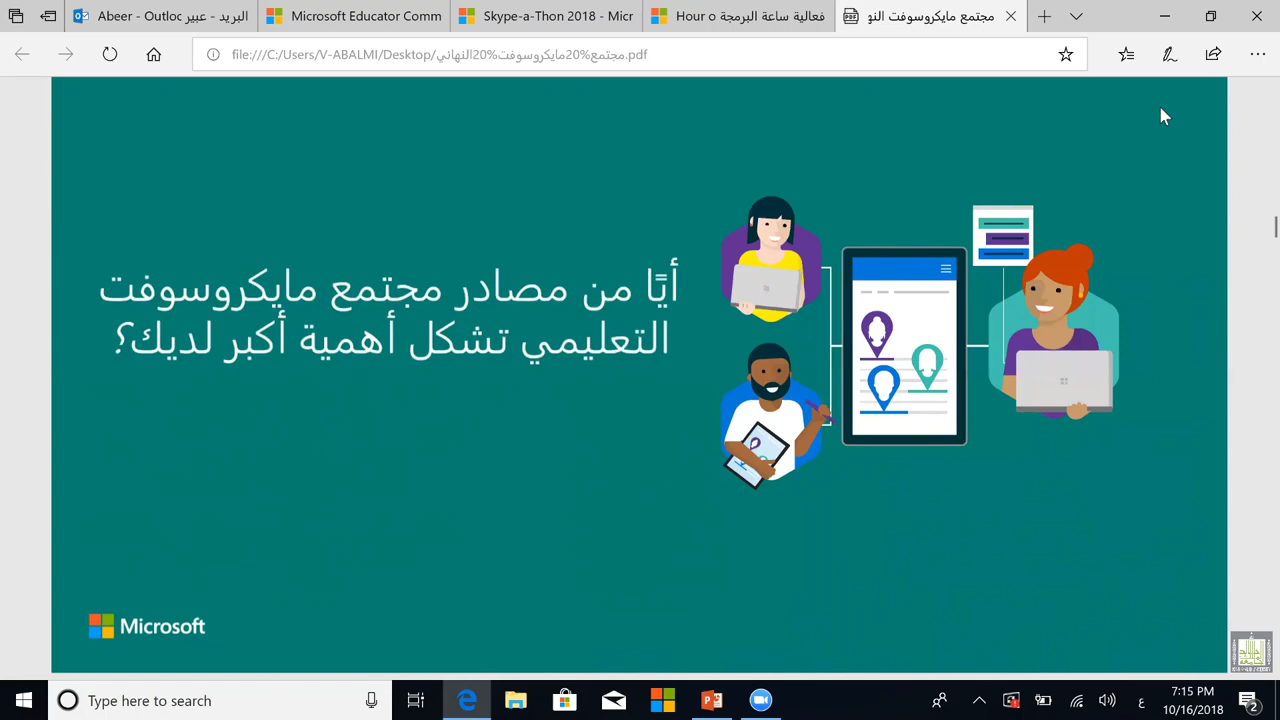 البريد - عبير - Abeer - Outloc
Microsoft Educator Comm
Skype-a-Thon 2018 - Micr
فعالية ساعة البرمجة Hour o
مجتمع مايكروسوفت النو
file:///C:/Users/V-ABALMI/Desktop/مجتمع%20مايكروسوفت%20النهائي.pdf
أيًّا من مصادر مجتمع مايكروسوفت
التعليمي تشكل أهمية أكبر لديك؟
Microsoft
Type here to search
ع
7:15 PM
10/16/2018
2